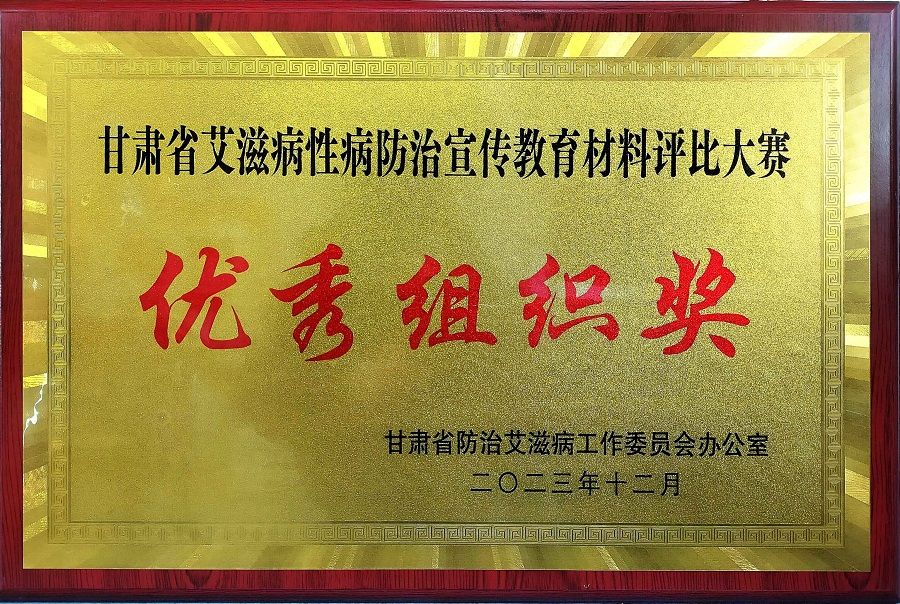 甘肃省艾滋病性病防治宣传教育材料评比大赛
优秀组织奖
甘肃省防治艾滋病工作委员会办公室
二〇二三年十二月